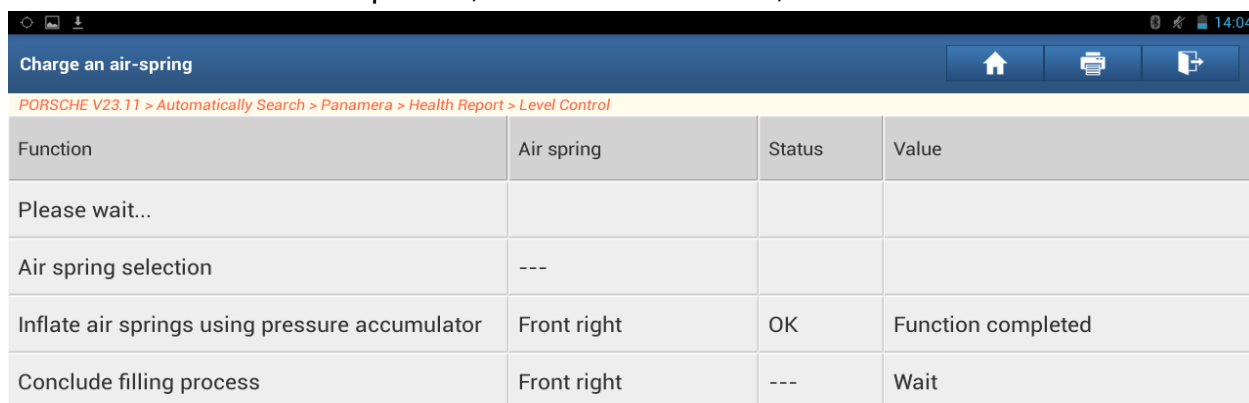 14:04
Charge an air-spring
PORSCHE V23.11 > Automatically Search > Panamera > Health Report > Level Control
Function Air spring Status Value
Please wait...
Air spring selection ---
Inflate air springs using pressure accumulator Front right OK Function completed
Conclude filling process Front right --- Wait